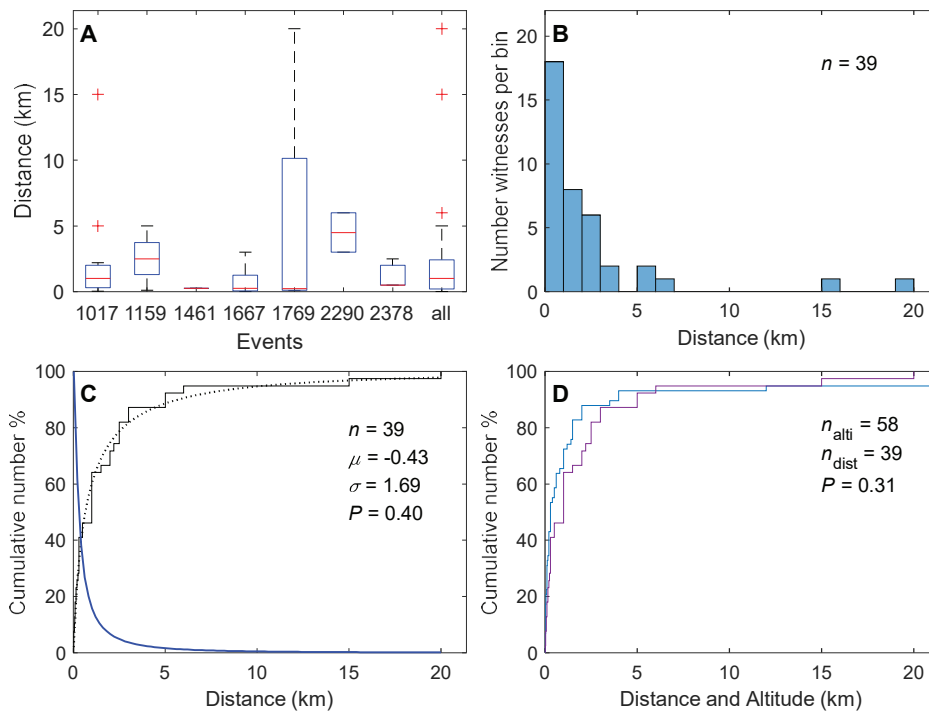 A
20
15
10
5
0
Distance (km)
1017 1159 1461 1667 1769 2290 2378 all
Events
B
n = 39
20
15
10
5
0
Number witnesses per bin
0 5 10 15 20
Distance (km)
C
100
80
60
40
20
0
Cumulative number %
n = 39
μ = -0.43
σ = 1.69
P = 0.40
0 5 10 15 20
Distance (km)
D
100
80
60
40
20
0
Cumulative number %
nalti = 58
ndist = 39
P = 0.31
0 5 10 15 20
Distance and Altitude (km)